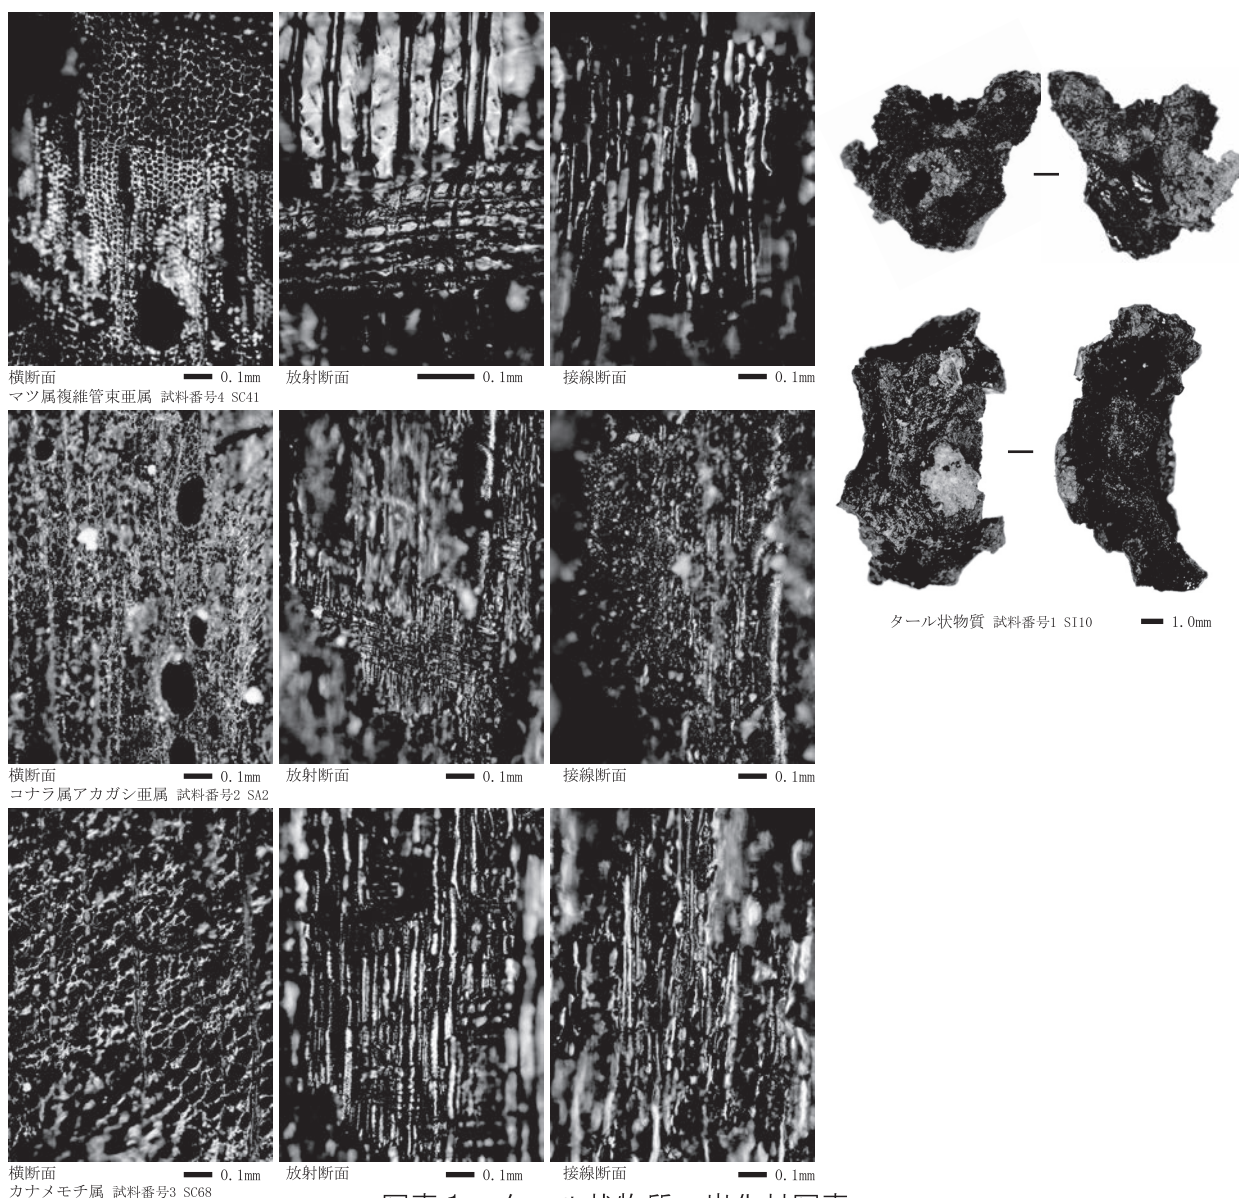 横断面 0.1mm 放射断面 0.1mm 接線断面 0.1mm
マツ属複維管束亜属 試料番号4 SC41
横断面 0.1mm 放射断面 0.1mm 接線断面 0.1mm
コナラ属アカガシ亜属 試料番号2 SA2
横断面 0.1mm 放射断面 0.1mm 接線断面 0.1mm
カナメモチ属 試料番号3 SC68
タール状物質 試料番号1 SI10 1.0mm